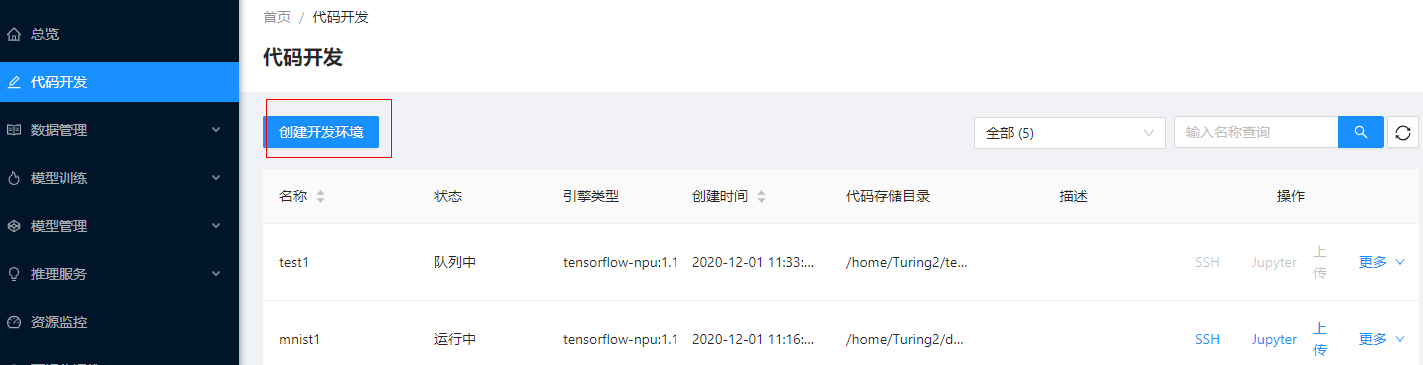 首页 / 代码开发
代码开发
总览
代码开发
数据管理
模型训练
模型管理
推理服务
资源监控
创建开发环境
全部 (5)
输入名称查询
名称 状态 引擎类型 创建时间 代码存储目录 描述 操作
test1 队列中 tensorflow-npu:1.1 2020-12-01 11:33:... /home/Turing2/te... SSH Jupyter 上传 更多
mnist1 运行中 tensorflow-npu:1.1 2020-12-01 11:16:... /home/Turing2/d... SSH Jupyter 上传 更多